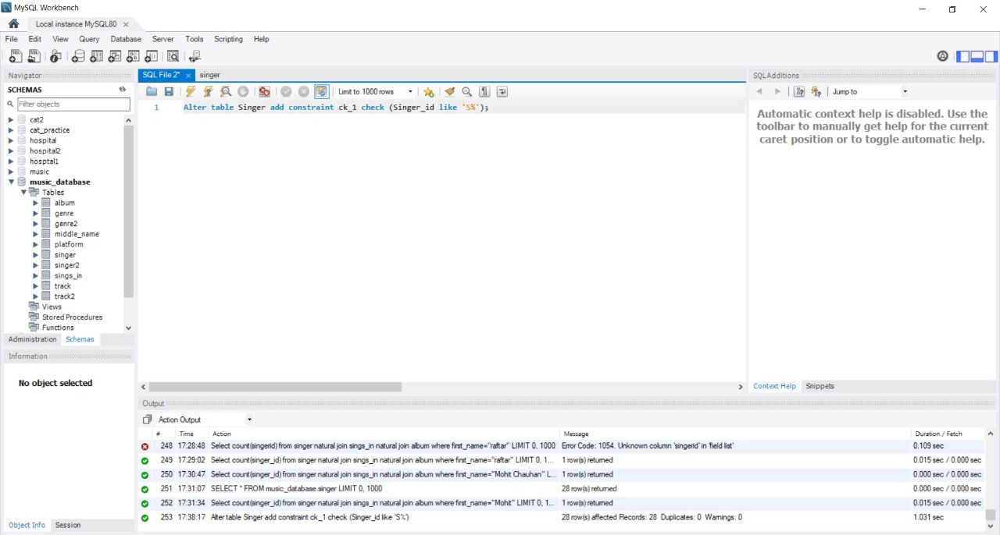 MySQL Workbench
Local instance MySQL80
File Edit View Query Database Server Tools Scripting Help
Navigator
SCHEMAS
Filter objects
cat2
cat_practice
hospital
hospital2
hosptal1
music
music_database
Tables
album
genre
genre2
middle_name
platform
singer
singer2
sings_in
track
track2
Views
Stored Procedures
Functions
Administration Schemas
Information
No object selected
Object Info Session
SQL File 2* singer
Limit to 1000 rows
1 Alter table Singer add constraint ck_1 check (Singer_id like 'S%');
SQLAdditions
Jump to
Automatic context help is disabled. Use the
toolbar to manually get help for the current
caret position or to toggle automatic help.
Context Help Snippets
Output
Action Output
# Time Action Message Duration / Fetch
248 17:28:48 Select count(singerid) from singer natural join sings_in natural join album where first_name="raftar" LIMIT 0, 1000 Error Code: 1054. Unknown column 'singerid' in 'field list' 0.109 sec
249 17:29:02 Select count(singer_id) from singer natural join sings_in natural join album where first_name="raftar" LIMIT 0, 1... 1 row(s) returned 0.015 sec / 0.000 sec
250 17:30:47 Select count(singer_id) from singer natural join sings_in natural join album where first_name="Mohit Chauhan" L... 1 row(s) returned 0.000 sec / 0.000 sec
251 17:31:07 SELECT * FROM music_database.singer LIMIT 0, 1000 28 row(s) returned 0.000 sec / 0.000 sec
252 17:31:34 Select count(singer_id) from singer natural join sings_in natural join album where first_name="Mohit" LIMIT 0, 1... 1 row(s) returned 0.015 sec / 0.000 sec
253 17:38:17 Alter table Singer add constraint ck_1 check (Singer_id like 'S%') 28 row(s) affected Records: 28 Duplicates: 0 Warnings: 0 1.031 sec